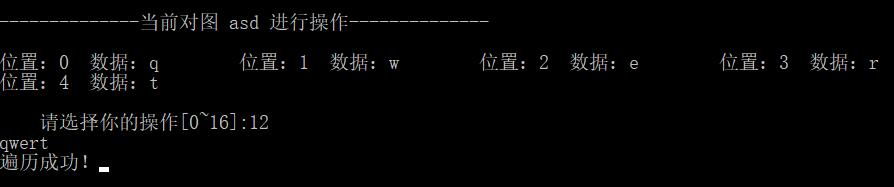 --------------当前对图 asd 进行操作--------------
位置：0 数据：q 位置：1 数据：w 位置：2 数据：e 位置：3 数据：r
位置：4 数据：t
请选择你的操作[0~16]:12
qwert
遍历成功！